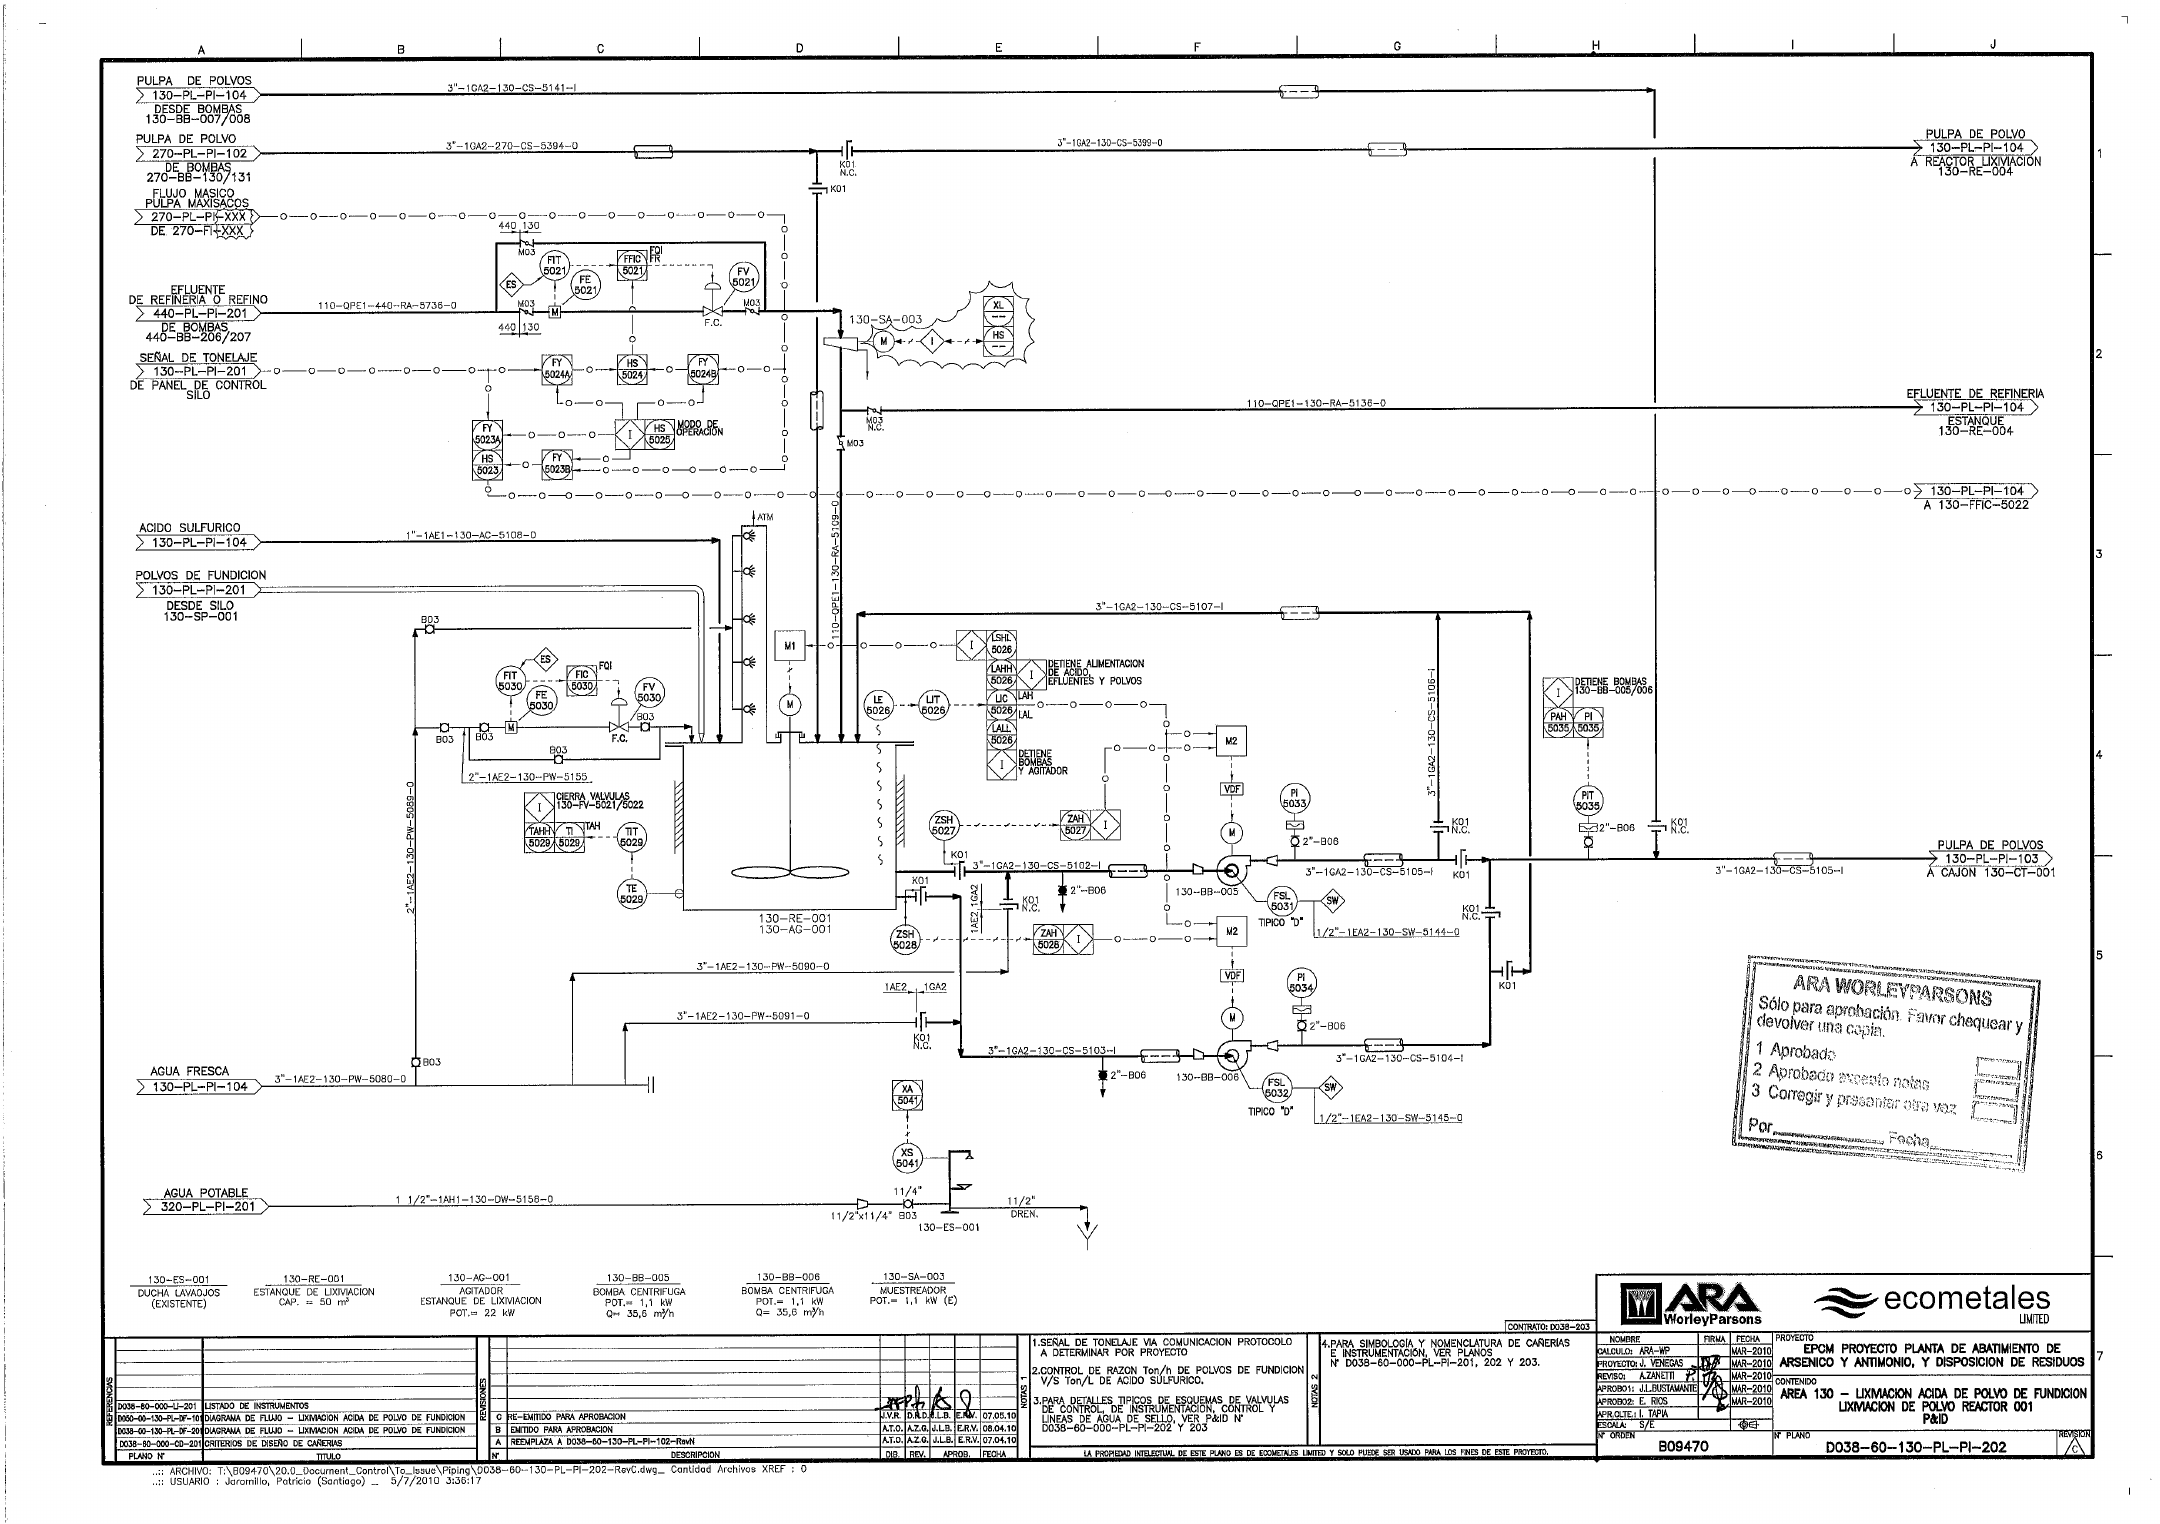 A B C D E F G H I J
PULPA DE POLVOS
130-PL-PI-104
DESDE BOMBAS
130-BB-007/008
3"-1GA2-130-CS-5141-I
PULPA DE POLVO
270-PL-PI-102
DE BOMBAS
270-BB-130/131
3"-1GA2-270-CS-5394-0
K01
N.C.
K01
3"-1GA2-130-CS-5399-0
PULPA DE POLVO
130-PL-PI-104
A REACTOR LIXIVIACION
130-RE-004
1
FLUJO MASICO
PULPA MAXISACOS
270-PL-PI-XXX
DE 270-FI-XXX
440 130
M03
FIT
5021
ES
FE
5021
FFIC
5021
FQI
FR
FV
5021
EFLUENTE
DE REFINERIA O REFINO
440-PL-PI-201
DE BOMBAS
440-BB-206/207
110-QPE1-440-RA-5736-0
M03
M
440 130
F.C.
M03
130-SA-003
M
I
XL
--
HS
--
2
SEÑAL DE TONELAJE
130-PL-PI-201
DE PANEL DE CONTROL
SILO
FY
5024A
HS
5024
FY
5024B
FY
5023A
HS
5023
FY
5023B
I
HS
5025
MODO DE
OPERACIÓN
M03
N.C.
M03
110-QPE1-130-RA-5136-0
EFLUENTE DE REFINERIA
130-PL-PI-104
ESTANQUE
130-RE-004
130-PL-PI-104
A 130-FFIC-5022
3
ACIDO SULFURICO
130-PL-PI-104
1"-1AE1-130-AC-5108-0
ATM
110-QPE1-130-RA-5109-0
POLVOS DE FUNDICION
130-PL-PI-201
DESDE SILO
130-SP-001
3"-1GA2-130-CS-5107-I
B03
FIT
5030
ES
FE
5030
FIC
5030
FQI
FV
5030
B03
B03
B03
M
F.C.
B03
2"-1AE2-130-PW-5155
2"-1AE2-130-PW-5089-0
M1
M
LE
5026
LIT
5026
I
LSHL
5026
LAHH
5026
I
DETIENE ALIMENTACION
DE ACIDO,
EFLUENTES Y POLVOS
LIC
5026
LAH
LAL
LALL
5026
I
DETIENE
BOMBAS
Y AGITADOR
I
CIERRA VALVULAS
130-FV-5021/5022
TAHH
5029
TI
5029
TAH
TIT
5029
TE
5029
130-RE-001
130-AG-001
ZSH
5027
ZAH
5027
I
M2
VDF
M
PI
5033
2"-B06
3"-1GA2-130-CS-5106-I
K01
N.C.
I
DETIENE BOMBAS
130-BB-005/006
PAH
5035
PI
5035
PIT
5035
2"-B06
K01
N.C.
4
K01
3"-1GA2-130-CS-5102-I
K01
2"-B06
130-BB-005
3"-1GA2-130-CS-5105-I
K01
3"-1GA2-130-CS-5105-I
PULPA DE POLVOS
130-PL-PI-103
A CAJON 130-CT-001
K01
N.C.
1AE2 1GA2
FSL
5031
SW
TIPICO "D"
1/2"-1EA2-130-SW-5144-0
K01
N.C.
ZSH
5028
ZAH
5028
I
M2
VDF
M
K01
5
3"-1AE2-130-PW-5090-0
1AE2 1GA2
3"-1AE2-130-PW-5091-0
K01
N.C.
PI
5034
2"-B06
3"-1GA2-130-CS-5103-I
2"-B06
130-BB-006
3"-1GA2-130-CS-5104-I
FSL
5032
SW
TIPICO "D"
1/2"-1EA2-130-SW-5145-0
B03
AGUA FRESCA
130-PL-PI-104
3"-1AE2-130-PW-5080-0
ARA WORLEYPARSONS
Sólo para aprobación. Favor chequear y
devolver una copia.
1 Aprobado
2 Aprobado excepto notas
3 Corregir y presentar otra vez
Por Fecha
XA
5041
XS
5041
6
AGUA POTABLE
320-PL-PI-201
1 1/2"-1AH1-130-DW-5156-0
11/4"
11/2"x11/4" B03
130-ES-001
11/2"
DREN.
130-ES-001
DUCHA LAVAOJOS
(EXISTENTE)
130-RE-001
ESTANQUE DE LIXIVIACION
CAP. = 50 m³
130-AG-001
AGITADOR
ESTANQUE DE LIXIVIACION
POT.= 22 kW
130-BB-005
BOMBA CENTRIFUGA
POT.= 1,1 kW
Q= 35,6 m³/h
130-BB-006
BOMBA CENTRIFUGA
POT.= 1,1 kW
Q= 35,6 m³/h
130-SA-003
MUESTREADOR
POT.= 1,1 kW (E)
CONTRATO: D038-203
ARA
WorleyParsons
ecometales
LIMITED
7
REFERENCIAS
D038-60-000-LI-201 LISTADO DE INSTRUMENTOS
D050-00-130-PL-DF-101 DIAGRAMA DE FLUJO - LIXIVIACION ACIDA DE POLVO DE FUNDICION
D038-00-130-PL-DF-201 DIAGRAMA DE FLUJO - LIXIVIACION ACIDA DE POLVO DE FUNDICION
D038-60-000-CD-201 CRITERIOS DE DISEÑO DE CAÑERIAS
PLANO N° TITULO
REVISIONES
C RE-EMITIDO PARA APROBACION J.V.R. D.R.D. J.L.B. E.R.V. 07.05.10
B EMITIDO PARA APROBACION A.T.O. A.Z.G. J.L.B. E.R.V. 08.04.10
A REEMPLAZA A D038-60-130-PL-PI-102-RevN A.T.O. A.Z.G. J.L.B. E.R.V. 07.04.10
N° DESCRIPCION DIG. REV. APROB. FECHA
NOTAS 1
1.SEÑAL DE TONELAJE VIA COMUNICACION PROTOCOLO
A DETERMINAR POR PROYECTO
2.CONTROL DE RAZON Ton/h DE POLVOS DE FUNDICION
V/S Ton/L DE ACIDO SULFURICO.
3.PARA DETALLES TIPICOS DE ESQUEMAS DE VALVULAS
DE CONTROL, DE INSTRUMENTACION, CONTROL Y
LINEAS DE AGUA DE SELLO, VER P&ID N°
D038-60-000-PL-PI-202 Y 203
NOTAS 2
4.PARA SIMBOLOGÍA Y NOMENCLATURA DE CAÑERIAS
E INSTRUMENTACIÓN, VER PLANOS
N° D038-60-000-PL-PI-201, 202 Y 203.
LA PROPIEDAD INTELECTUAL DE ESTE PLANO ES DE ECOMETALES LIMITED Y SOLO PUEDE SER USADO PARA LOS FINES DE ESTE PROYECTO.
NOMBRE FIRMA FECHA
CALCULO: ARA-WP MAR-2010
PROYECTO: J. VENEGAS MAR-2010
REVISO: A.ZANETTI MAR-2010
APROBO1: J.L.BUSTAMANTE MAR-2010
APROBO2: E. RIOS MAR-2010
APR.CLTE.: I. TAPIA
ESCALA: S/E
PROYECTO
EPCM PROYECTO PLANTA DE ABATIMIENTO DE
ARSENICO Y ANTIMONIO, Y DISPOSICION DE RESIDUOS
CONTENIDO
AREA 130 - LIXIVIACION ACIDA DE POLVO DE FUNDICION
LIXIVIACION DE POLVO REACTOR 001
P&ID
N° ORDEN
B09470
N° PLANO
D038-60-130-PL-PI-202
REVISION
C
..:: ARCHIVO: T:\B09470\20.0_Document_Control\To_Issue\Piping\D038-60-130-PL-PI-202-RevC.dwg_ Cantidad Archivos XREF : 0
..:: USUARIO : Jaramillo, Patricio (Santiago) _ 5/7/2010 3:36:17